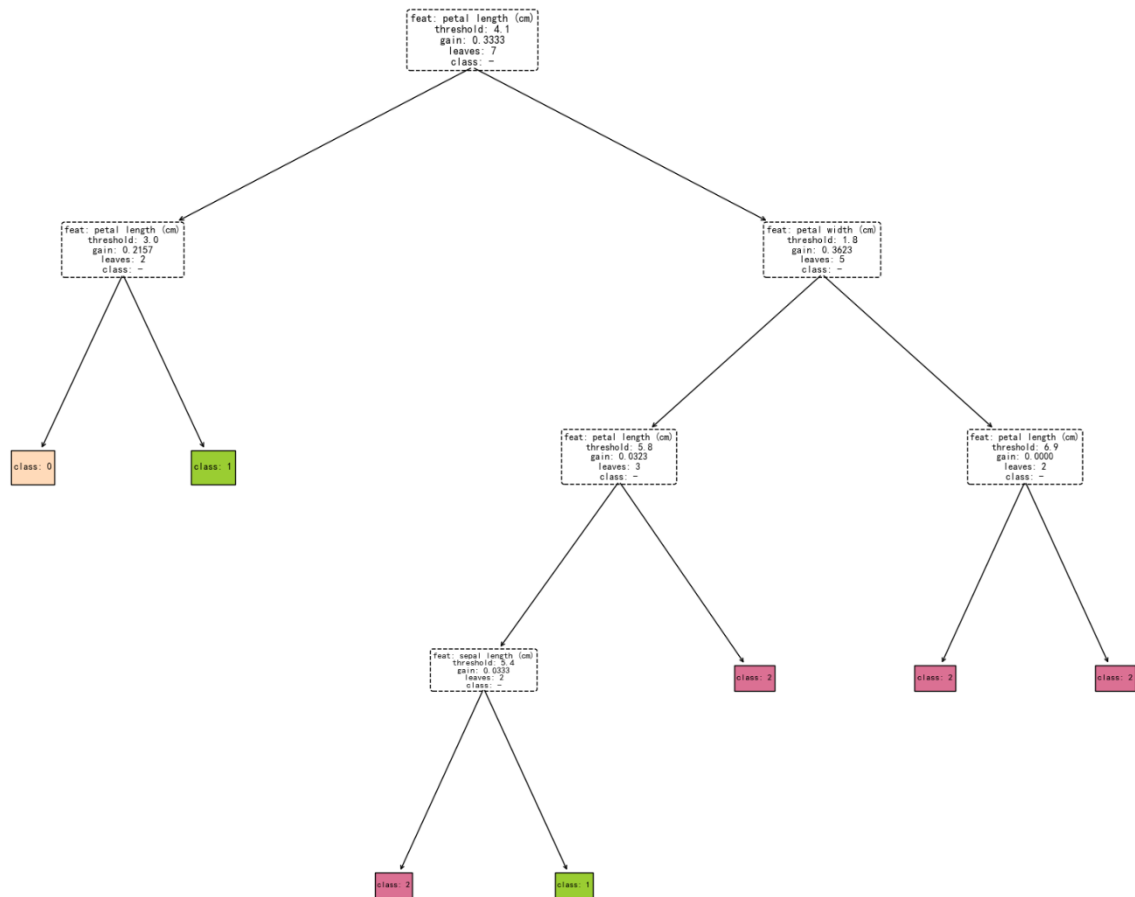 feat: petal length (cm)
threshold: 4.1
gain: 0.3333
leaves: 7
class: -
feat: petal length (cm)
threshold: 3.0
gain: 0.2157
leaves: 2
class: -
feat: petal width (cm)
threshold: 1.8
gain: 0.3623
leaves: 5
class: -
class: 0
class: 1
feat: petal length (cm)
threshold: 5.8
gain: 0.0323
leaves: 3
class: -
feat: petal length (cm)
threshold: 6.9
gain: 0.0000
leaves: 2
class: -
feat: sepal length (cm)
threshold: 5.4
gain: 0.0333
leaves: 2
class: -
class: 2
class: 2
class: 2
class: 2
class: 1